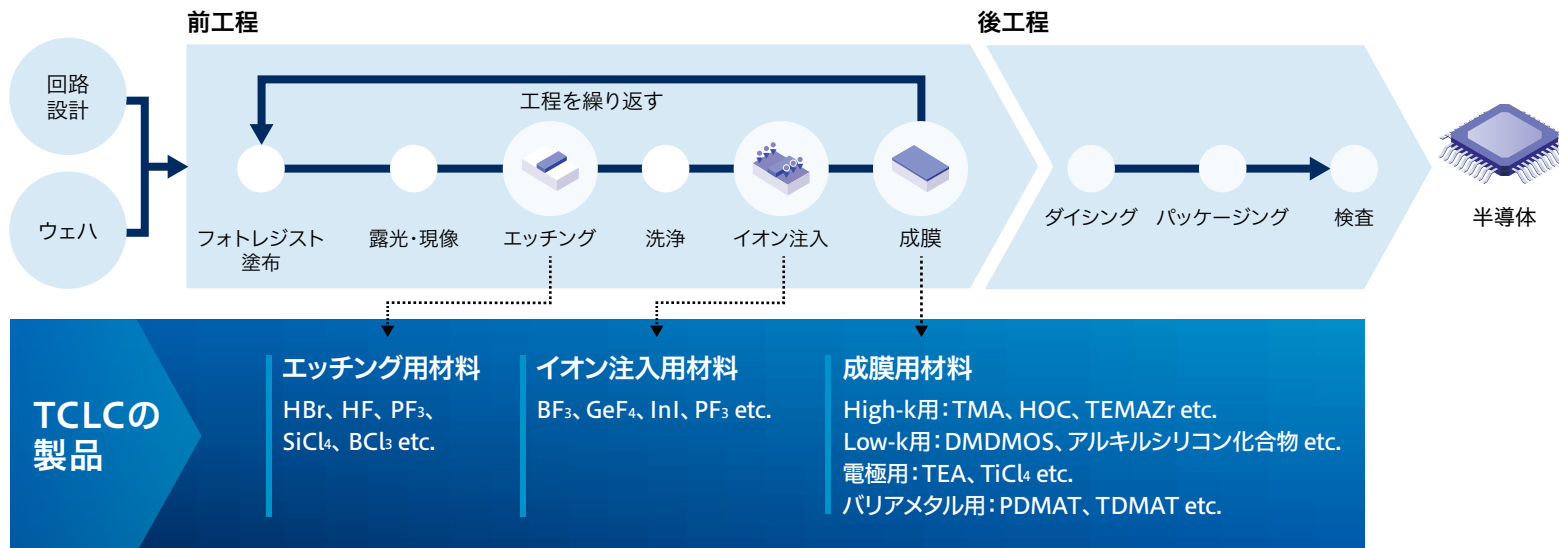 前工程
後工程
回路
設計
ウェハ
工程を繰り返す
フォトレジスト
塗布
露光・現像
エッチング
洗浄
イオン注入
成膜
ダイシング
パッケージング
検査
半導体
TCLCの
製品
エッチング用材料
HBr、HF、PF₃、
SiCl₄、BCl₃ etc.
イオン注入用材料
BF₃、GeF₄、InI、PF₃ etc.
成膜用材料
High-k用：TMA、HOC、TEMAZr etc.
Low-k用：DMDMOS、アルキルシリコン化合物 etc.
電極用：TEA、TiCl₄ etc.
バリアメタル用：PDMAT、TDMAT etc.